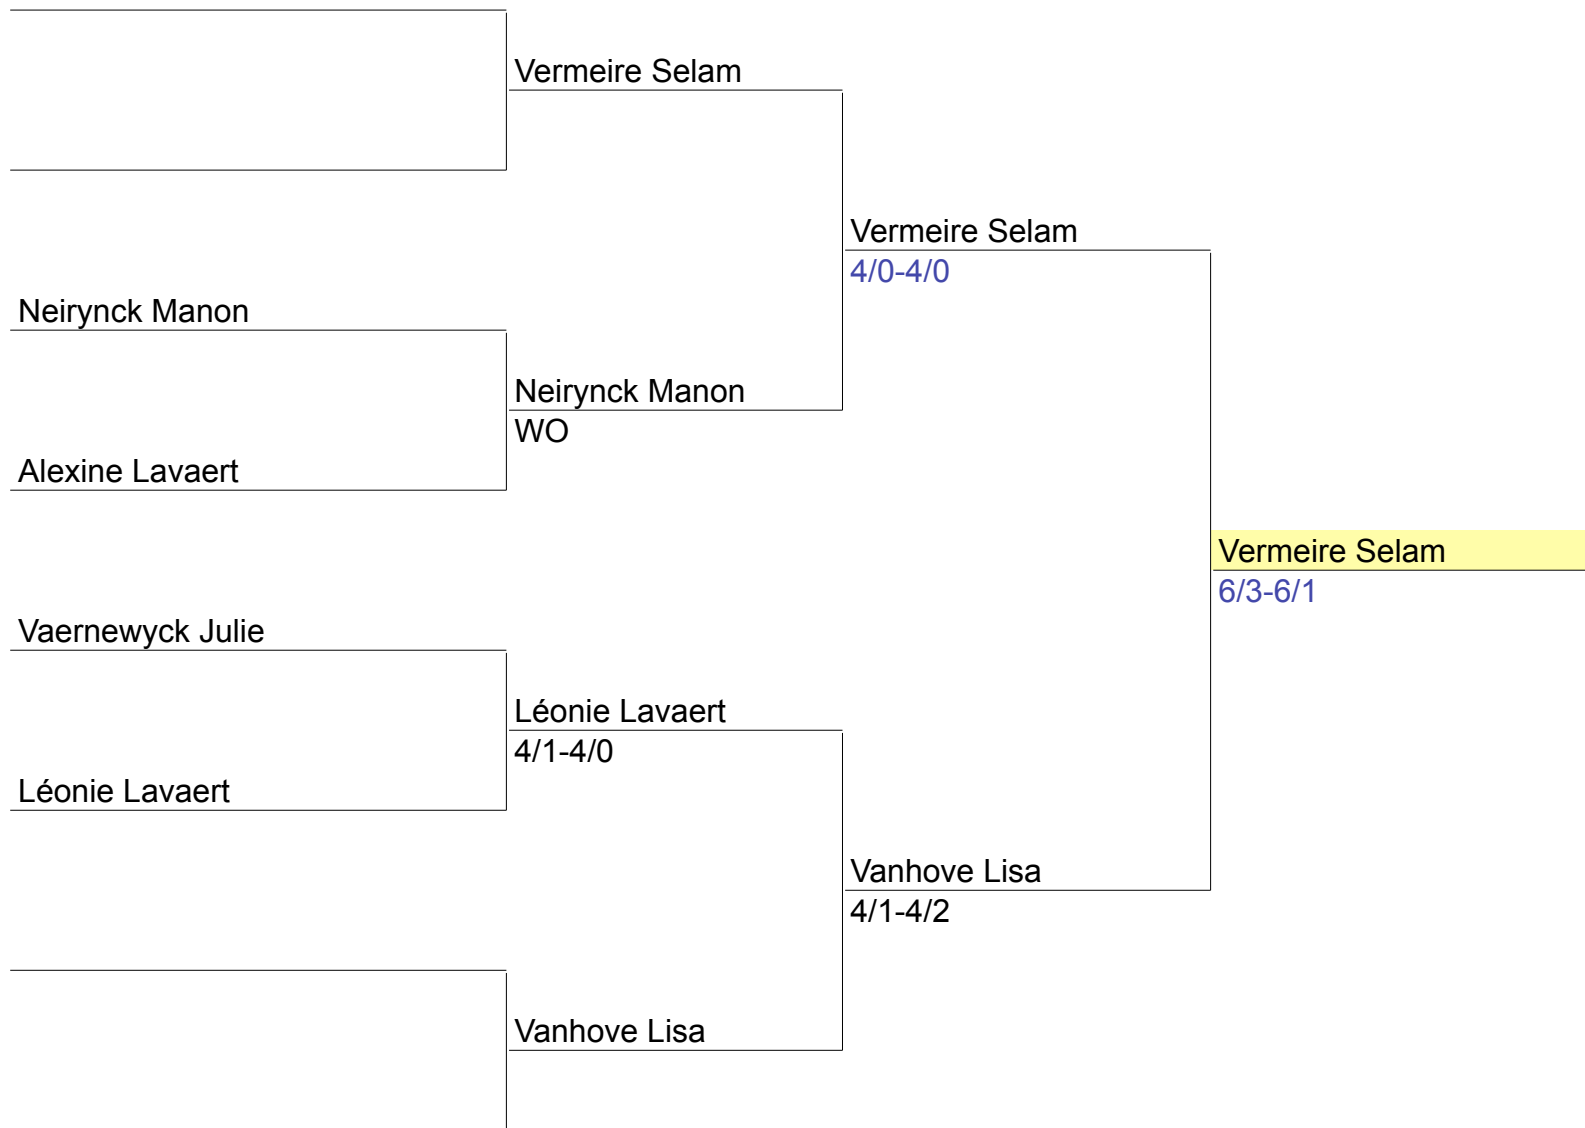 Vermeire Selam
Vermeire Selam
4/0-4/0
Neirynck Manon
Neirynck Manon
WO
Alexine Lavaert
Vermeire Selam
6/3-6/1
Vaernewyck Julie
Léonie Lavaert
4/1-4/0
Léonie Lavaert
Vanhove Lisa
4/1-4/2
Vanhove Lisa